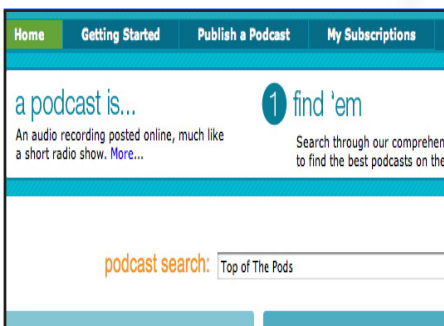 Home Getting Started Publish a Podcast My Subscriptions
a podcast is...
An audio recording posted online, much like
a short radio show. More...
1 find 'em
Search through our comprehen
to find the best podcasts on the
podcast search: Top of The Pods